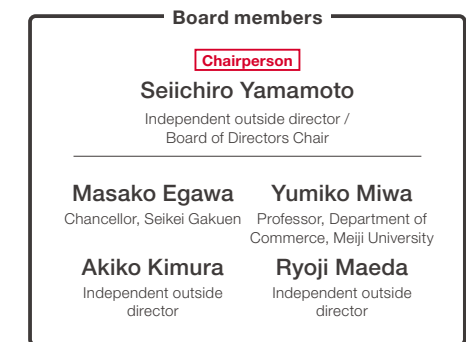 Board members
Chairperson
Seiichiro Yamamoto
Independent outside director /
Board of Directors Chair
Masako Egawa
Chancellor, Seikei Gakuen
Yumiko Miwa
Professor, Department of
Commerce, Meiji University
Akiko Kimura
Independent outside
director
Ryoji Maeda
Independent outside
director